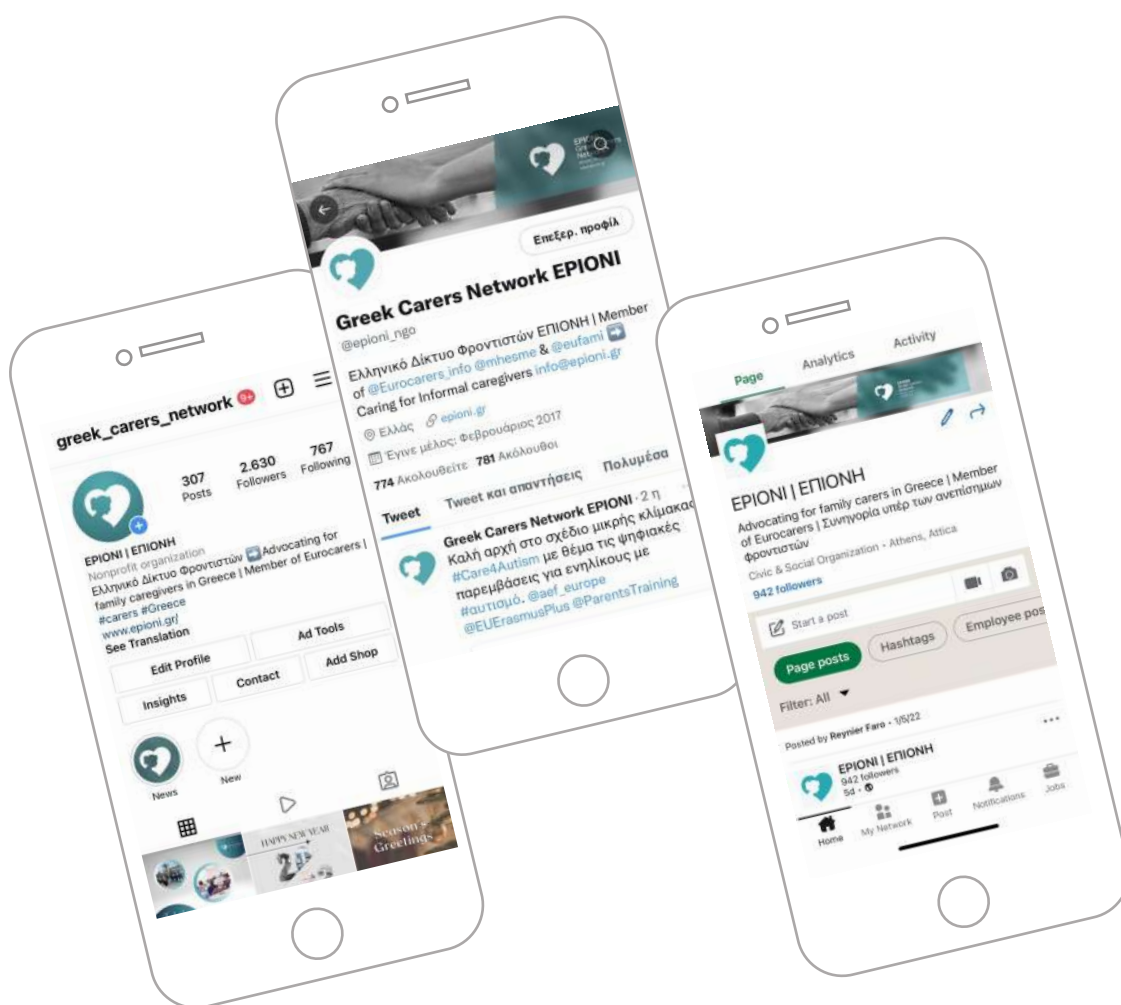 greek_carers_network 9+
307 2.630 767
Posts Followers Following
EPIONI | ΕΠΙΟΝΗ
Nonprofit organization
Ελληνικό Δίκτυο Φροντιστών ➡️ Advocating for
family caregivers in Greece | Member of Eurocarers |
#carers #Greece
www.epioni.gr/
See Translation
Edit Profile Ad Tools
Insights Contact Add Shop
News New
HAPPY NEW YEAR
Season's
Greetings
Επεξερ. προφίλ
Greek Carers Network EPIONI
@epioni_ngo
Ελληνικό Δίκτυο Φροντιστών ΕΠΙΟΝΗ | Member
of @Eurocarers_info @mhesme & @eufami ➡️
Caring for Informal caregivers info@epioni.gr
Ελλάς epioni.gr
Έγινε μέλος: Φεβρουάριος 2017
774 Ακολουθείτε 781 Ακόλουθοι
Tweet Tweet και απαντήσεις Πολυμέσα
Greek Carers Network EPIONI · 2 η
Καλή αρχή στο σχέδιο μικρής κλίμακας
#Care4Autism με θέμα τις ψηφιακές
παρεμβάσεις για ενηλίκους με
#αυτισμό. @aef_europe
@EUErasmusPlus @ParentsTraining
Page Analytics Activity
EPIONI | ΕΠΙΟΝΗ
Advocating for family carers in Greece | Member
of Eurocarers | Συνηγορία υπέρ των ανεπίσημων
φροντιστών
Civic & Social Organization - Athens, Attica
942 followers
Start a post
Page posts Hashtags Employee pos
Filter: All
Posted by Reynier Faro - 1/5/22
EPIONI | ΕΠΙΟΝΗ
942 followers
5d
Home My Network Post Notifications Jobs